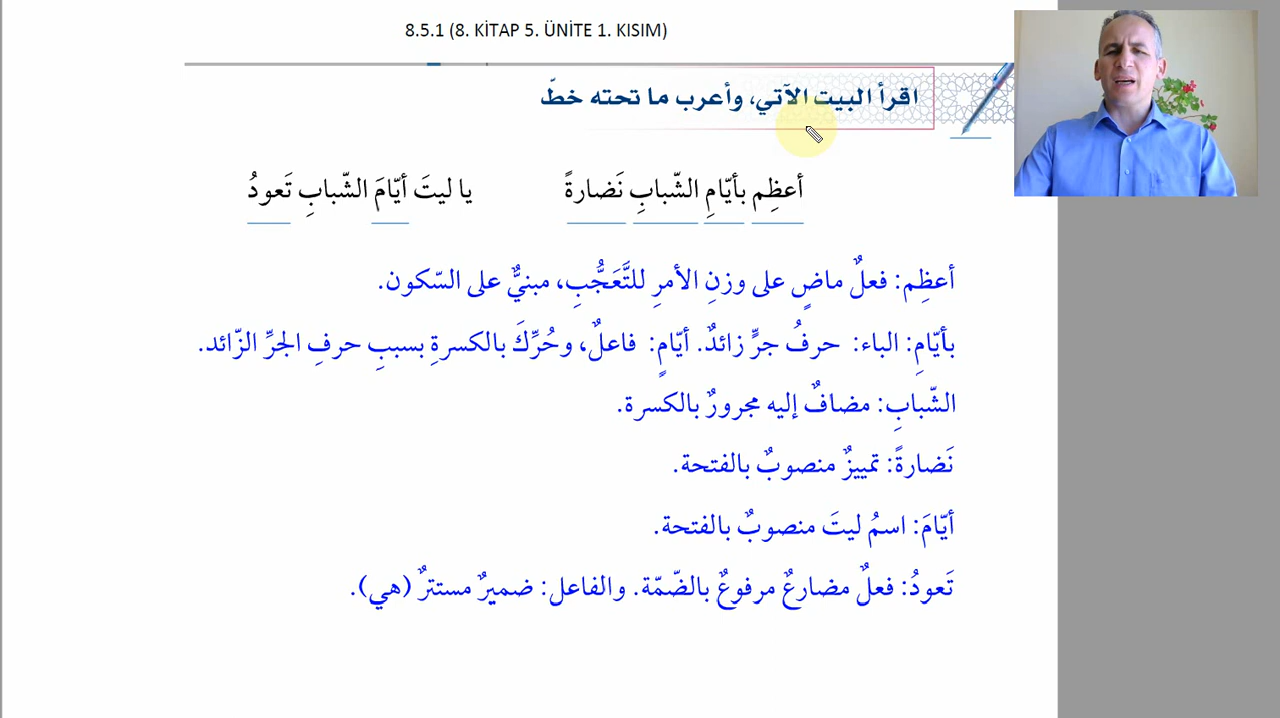 8.5.1 (8. KİTAP 5. ÜNİTE 1. KISIM)
اقرأ البيت الآتي، وأعرب ما تحته خطّ
أعظِم بأيّامِ الشّبابِ نَضارةً يا ليتَ أيّامَ الشّبابِ تَعودُ
أعظِم: فعلٌ ماضٍ على وزنِ الأمرِ للتَّعَجُّبِ، مبنيٌّ على السّكون.
بأيّامِ: الباء: حرفُ جرٍّ زائدٌ. أيّامٍ: فاعلٌ، وحُرِّكَ بالكسرةِ بسببِ حرفِ الجرِّ الزّائد.
الشّبابِ: مضافٌ إليه مجرورٌ بالكسرة.
نَضارةً: تمييزٌ منصوبٌ بالفتحة.
أيّامَ: اسمُ ليتَ منصوبٌ بالفتحة.
تَعودُ: فعلٌ مضارعٌ مرفوعٌ بالضّمّة. والفاعل: ضميرٌ مستترٌ (هي).